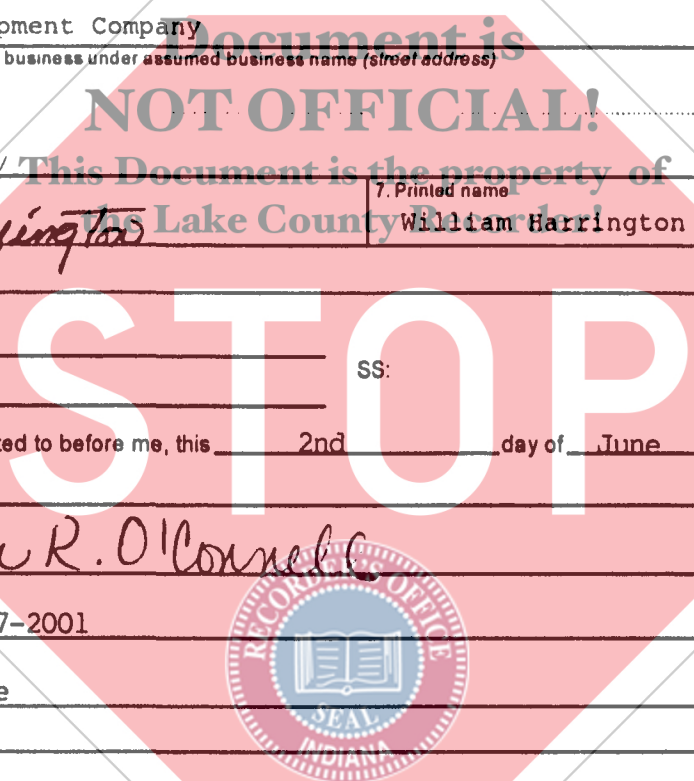 pment Company
Document is
business under assumed business name (street address)
NOT OFFICIAL!
This Document is the property of
7. Printed name
the Lake County Recorder!
William Harrington
SS:
STOP
ted to before me, this 2nd day of June
R. O'Connell
7-2001
e
RECORDER'S OFFICE
SEAL
INDIANA